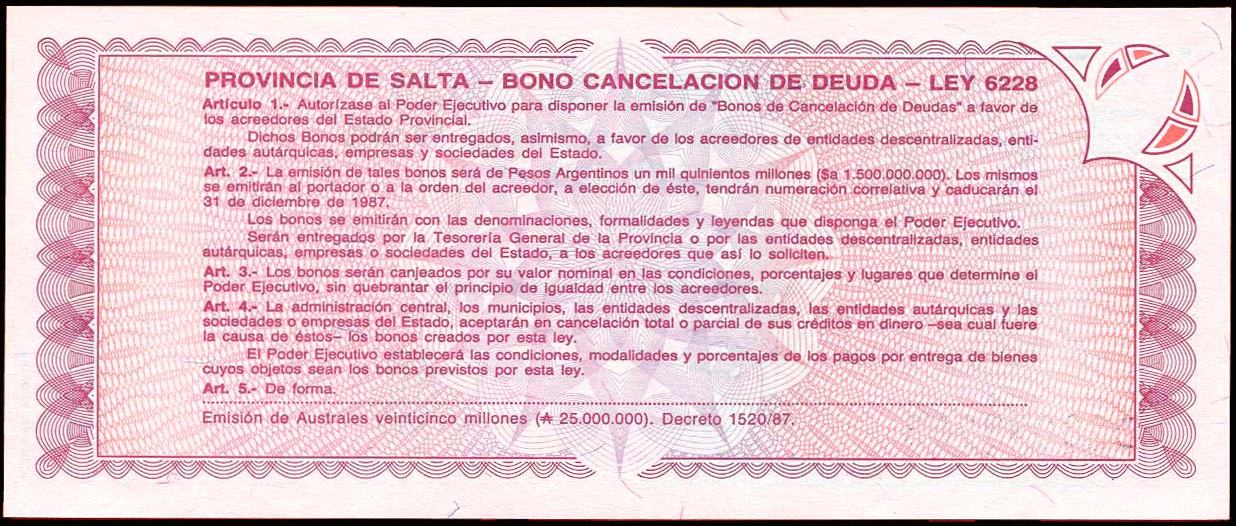 PROVINCIA DE SALTA – BONO CANCELACION DE DEUDA – LEY 6228
Artículo 1.- Autorízase al Poder Ejecutivo para disponer la emisión de "Bonos de Cancelación de Deudas" a favor de
los acreedores del Estado Provincial.
Dichos Bonos podrán ser entregados, asimismo, a favor de los acreedores de entidades descentralizadas, enti-
dades autárquicas, empresas y sociedades del Estado.
Art. 2.- La emisión de tales bonos será de Pesos Argentinos un mil quinientos millones ($a 1.500.000.000). Los mismos
se emitirán al portador o a la orden del acreedor, a elección de éste, tendrán numeración correlativa y caducarán el
31 de diciembre de 1987.
Los bonos se emitirán con las denominaciones, formalidades y leyendas que disponga el Poder Ejecutivo.
Serán entregados por la Tesorería General de la Provincia o por las entidades descentralizadas, entidades
autárquicas, empresas o sociedades del Estado, a los acreedores que así lo soliciten.
Art. 3.- Los bonos serán canjeados por su valor nominal en las condiciones, porcentajes y lugares que determine el
Poder Ejecutivo, sin quebrantar el principio de igualdad entre los acreedores.
Art. 4.- La administración central, los municipios, las entidades descentralizadas, las entidades autárquicas y las
sociedades o empresas del Estado, aceptarán en cancelación total o parcial de sus créditos en dinero –sea cual fuere
la causa de éstos– los bonos creados por esta ley.
El Poder Ejecutivo establecerá las condiciones, modalidades y porcentajes de los pagos por entrega de bienes
cuyos objetos sean los bonos previstos por esta ley.
Art. 5.- De forma.
Emisión de Australes veinticinco millones (₳ 25.000.000). Decreto 1520/87.